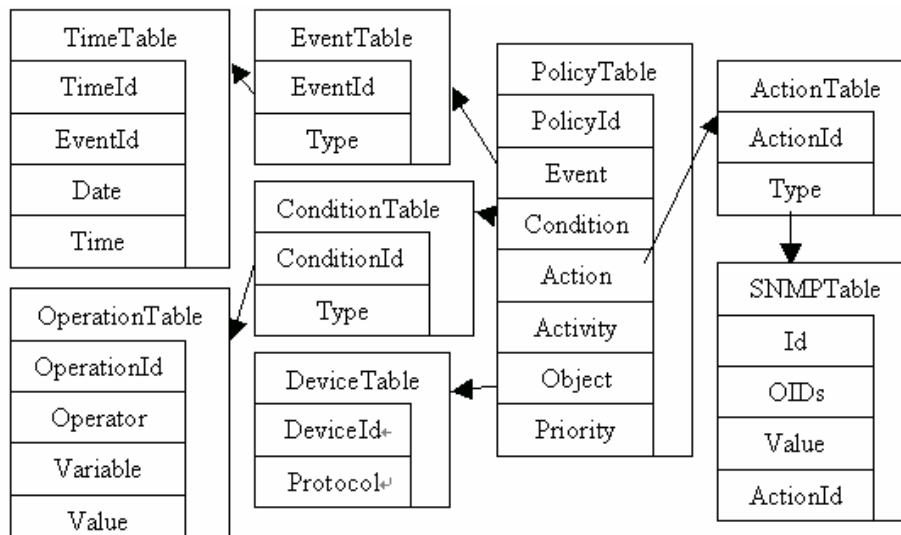 TimeTable
TimeId
EventId
Date
Time
EventTable
EventId
Type
PolicyTable
PolicyId
Event
Condition
Action
Activity
Object
Priority
ActionTable
ActionId
Type
ConditionTable
ConditionId
Type
SNMPTable
Id
OIDs
Value
ActionId
OperationTable
OperationId
Operator
Variable
Value
DeviceTable
DeviceId↵
Protocol↵